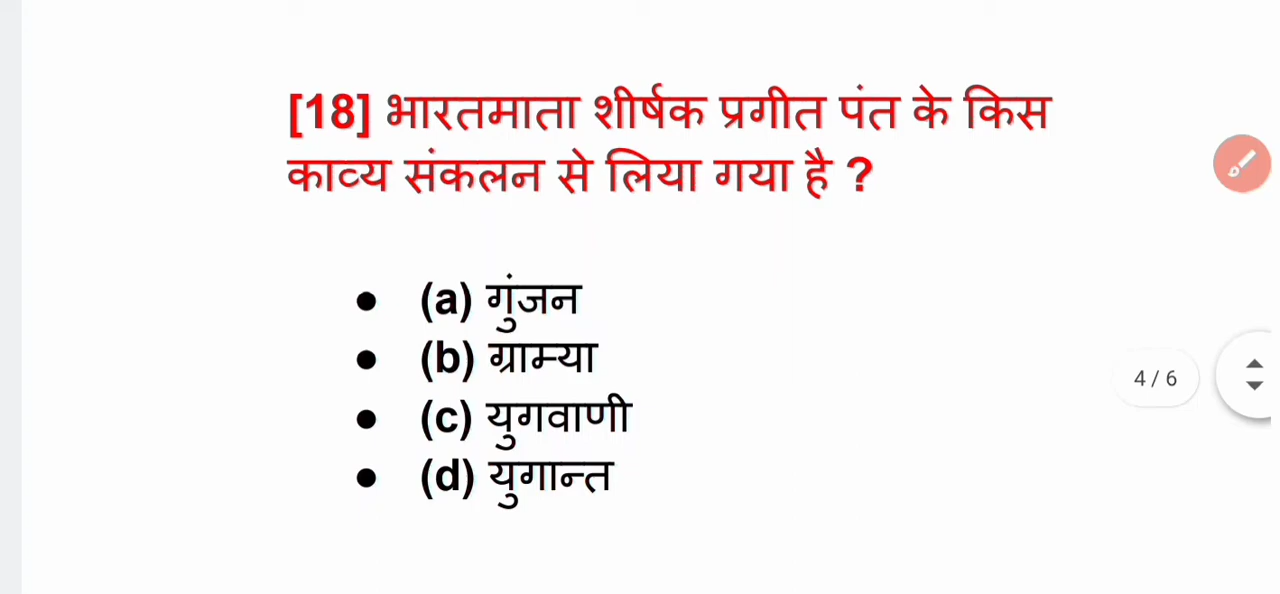 [18] भारतमाता शीर्षक प्रगीत पंत के किस
काव्य संकलन से लिया गया है ?
● (a) गुंजन
● (b) ग्राम्या
● (c) युगवाणी
● (d) युगान्त
4 / 6